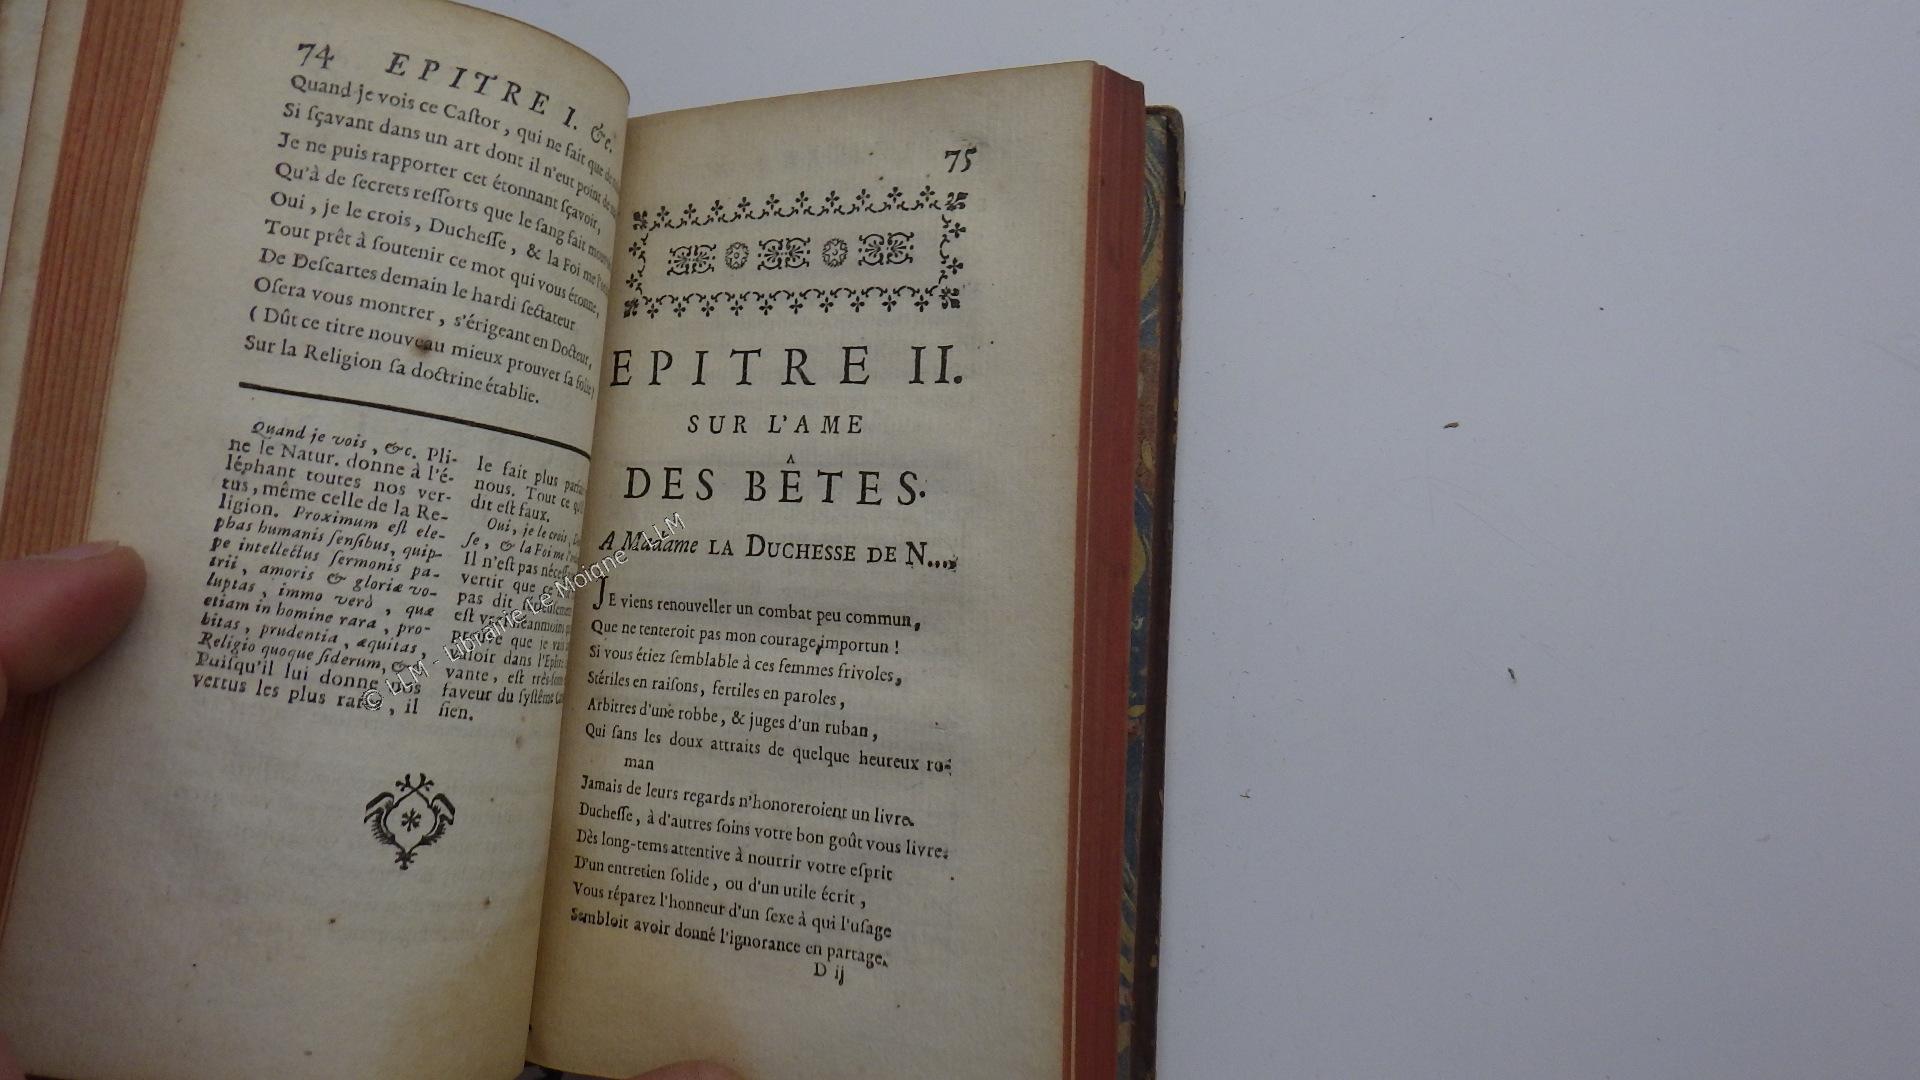 74 EPITRE I. &c.
Quand je vois ce Caſtor, qui ne ſait que de
Si ſçavant dans un art dont il n'eut point de
Je ne puis rapporter cet étonnant ſçavoir,
Qu'à de ſecrets reſſorts que le ſang fait
Oui, je le crois, Ducheſſe, & la Foi me
Tout prêt à ſoutenir ce mot qui vous étonne,
De Deſcartes demain le hardi ſectateur
Oſera vous montrer, s'érigeant en Docteur,
(Dût ce titre nouveau mieux prouver ſa folie)
Sur la Religion ſa doctrine établie.
Quand je vois, &c. Pli-
ne le Natur. donne à l'é-
léphant toutes nos ver-
tus, même celle de la Re-
ligion. Proximum eſt ele-
phas humanis ſenſibus, quip-
pe intellectus ſermonis pa-
trii, amoris & gloriæ vo-
luptas, immo verò, quæ
etiam in homine rara, pro-
bitas, prudentia, æquitas,
Religio quoque ſiderum, &c.
Puiſqu'il lui donne nos
vertus les plus rares, il
le fait plus
nous. Tout ce
dit eſt faux.
Oui, je le crois,
ſe, & la Foi me
Il n'eſt pas
vertir que ce
pas dit
eſt vrai néanmoins
preuve que je vais
dans
vante, eſt
faveur du ſyſtême
ſien.
75
EPITRE II.
SUR L'AME
DES BÊTES.
A Madame LA DUCHESSE DE N....
JE viens renouveller un combat peu commun,
Que ne tenteroit pas mon courage importun !
Si vous étiez ſemblable à ces femmes frivoles,
Stériles en raiſons, fertiles en paroles,
Arbitres d'une robbe, & juges d'un ruban,
Qui ſans les doux attraits de quelque heureux ro-
man
Jamais de leurs regards n'honoreroient un livre.
Ducheſſe, à d'autres ſoins votre bon goût vous livre.
Dès long-tems attentive à nourrir votre eſprit
D'un entretien ſolide, ou d'un utile écrit,
Vous réparez l'honneur d'un ſexe à qui l'uſage
Sembloit avoir donné l'ignorance en partage.
D ij
© LLM - Librairie Le Moigne - LLM